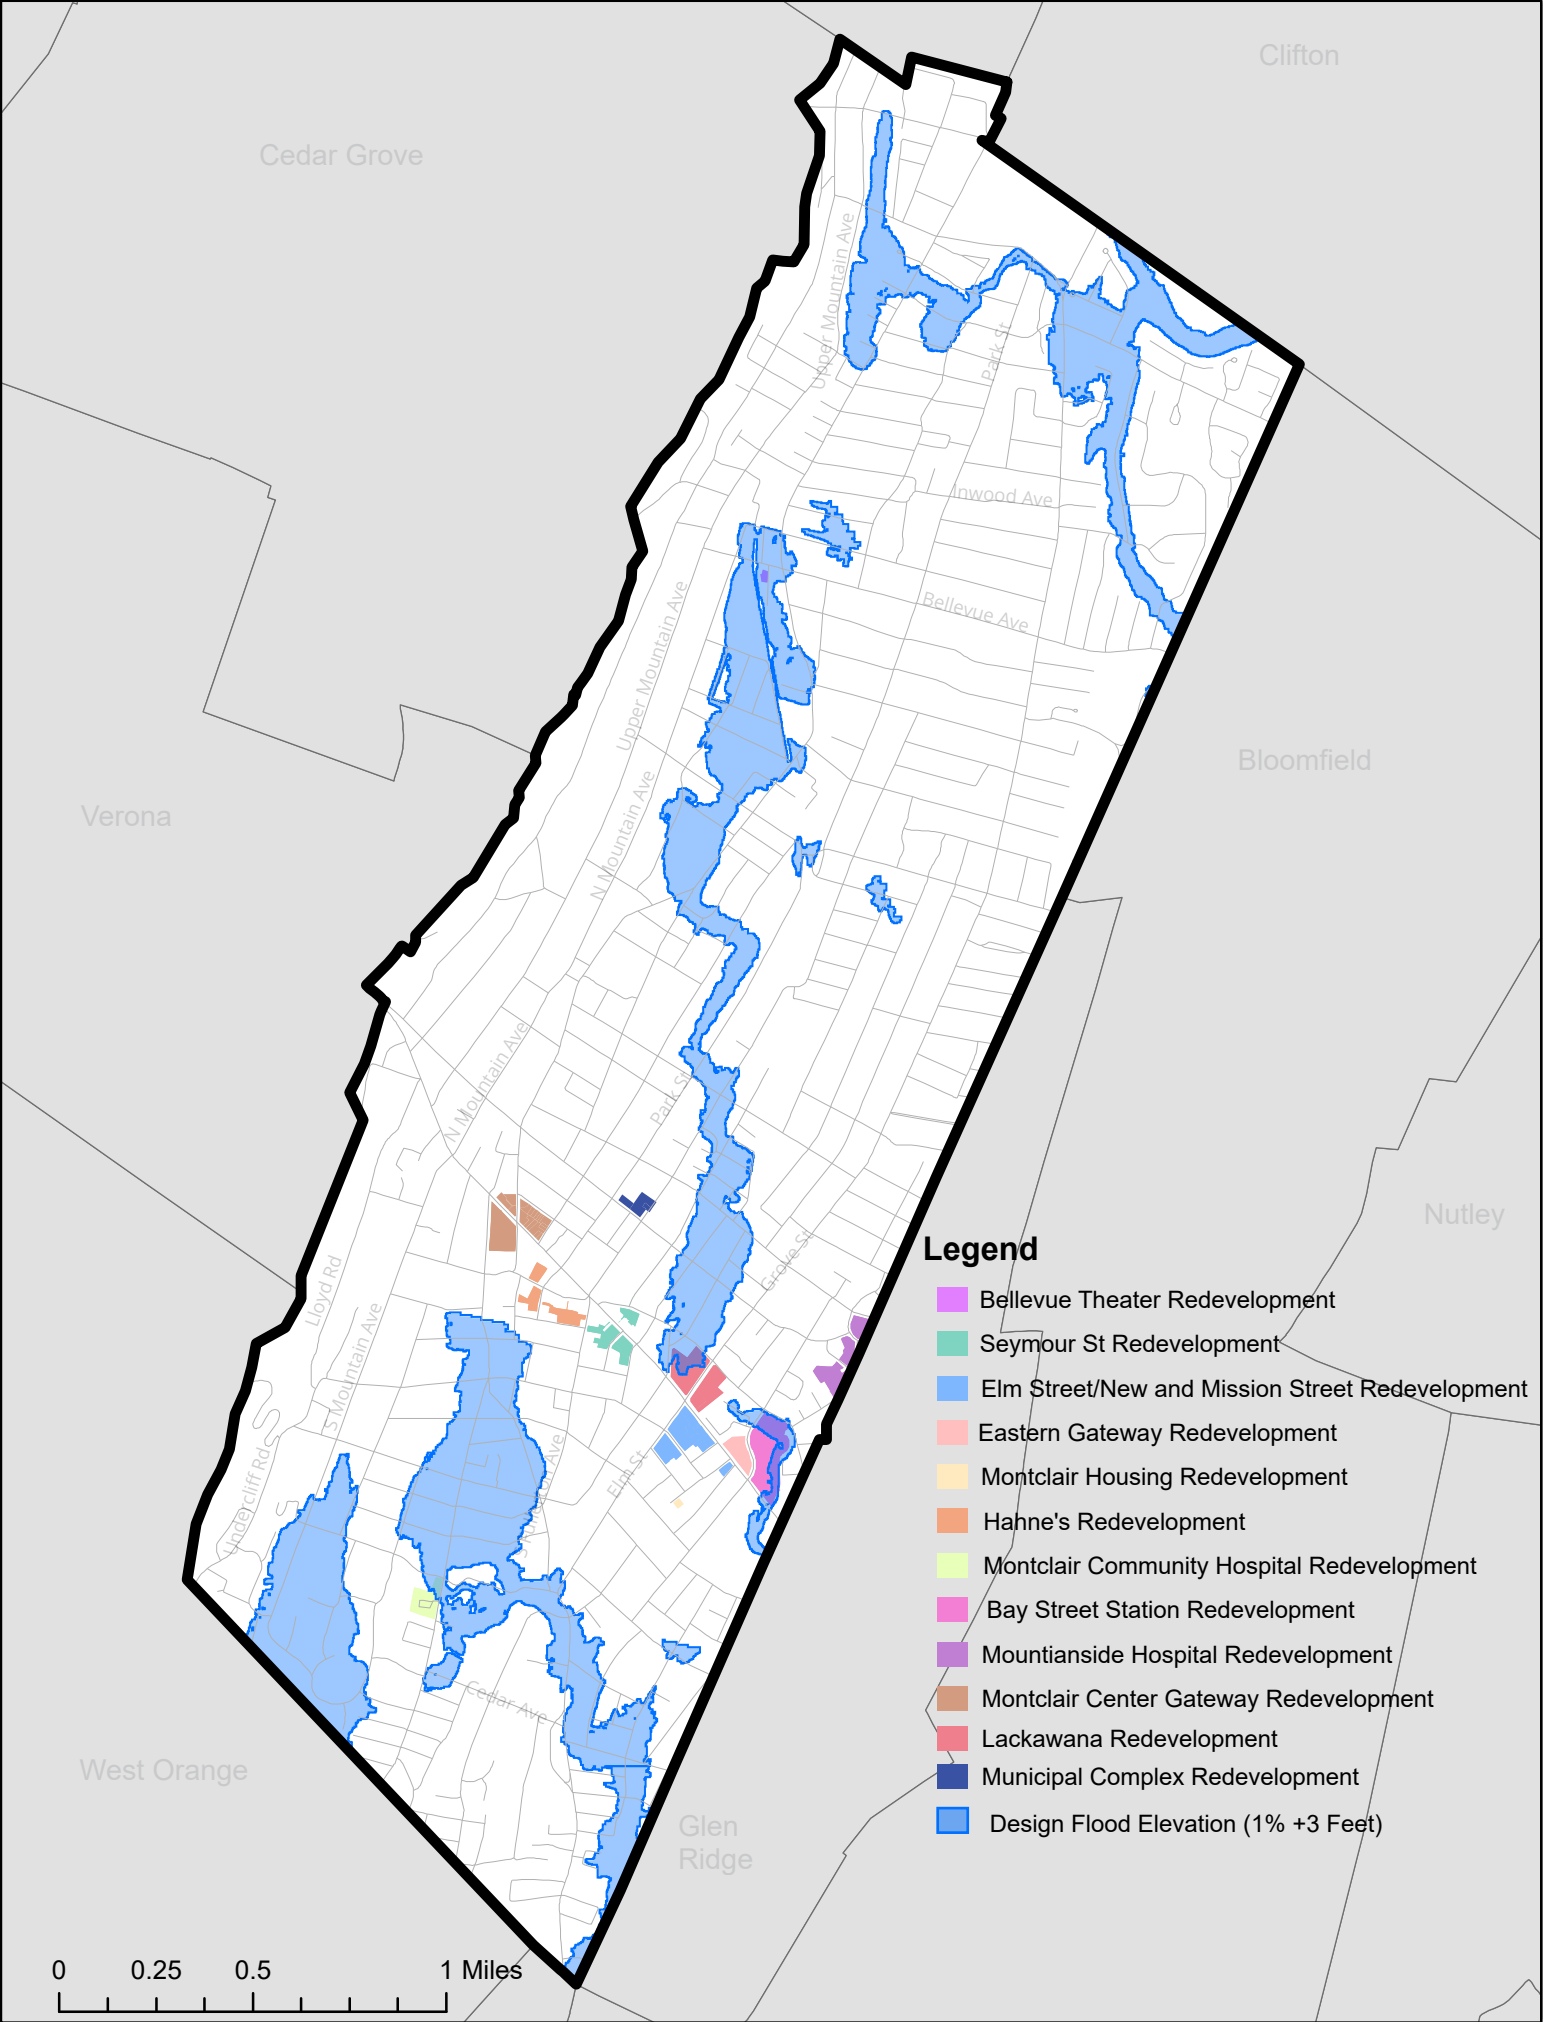 Clifton
Cedar Grove
Upper Mountain Ave
Park St
Inwood Ave
Bellevue Ave
Upper Mountain Ave
Bloomfield
Verona
N Mountain Ave
N Mountain Ave
Park St
Nutley
Grove St
Lloyd Rd
S Mountain Ave
Undercliff Rd
Elm St
S Fullerton Ave
Cedar Ave
West Orange
Glen
Ridge
Legend
Bellevue Theater Redevelopment
Seymour St Redevelopment
Elm Street/New and Mission Street Redevelopment
Eastern Gateway Redevelopment
Montclair Housing Redevelopment
Hahne's Redevelopment
Montclair Community Hospital Redevelopment
Bay Street Station Redevelopment
Mountianside Hospital Redevelopment
Montclair Center Gateway Redevelopment
Lackawana Redevelopment
Municipal Complex Redevelopment
Design Flood Elevation (1% +3 Feet)
0 0.25 0.5 1 Miles